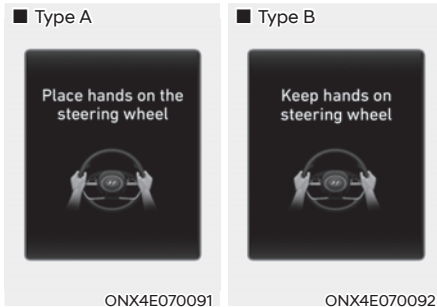 ■ Type A
Place hands on the
steering wheel
ONX4E070091
■ Type B
Keep hands on
steering wheel
ONX4E070092